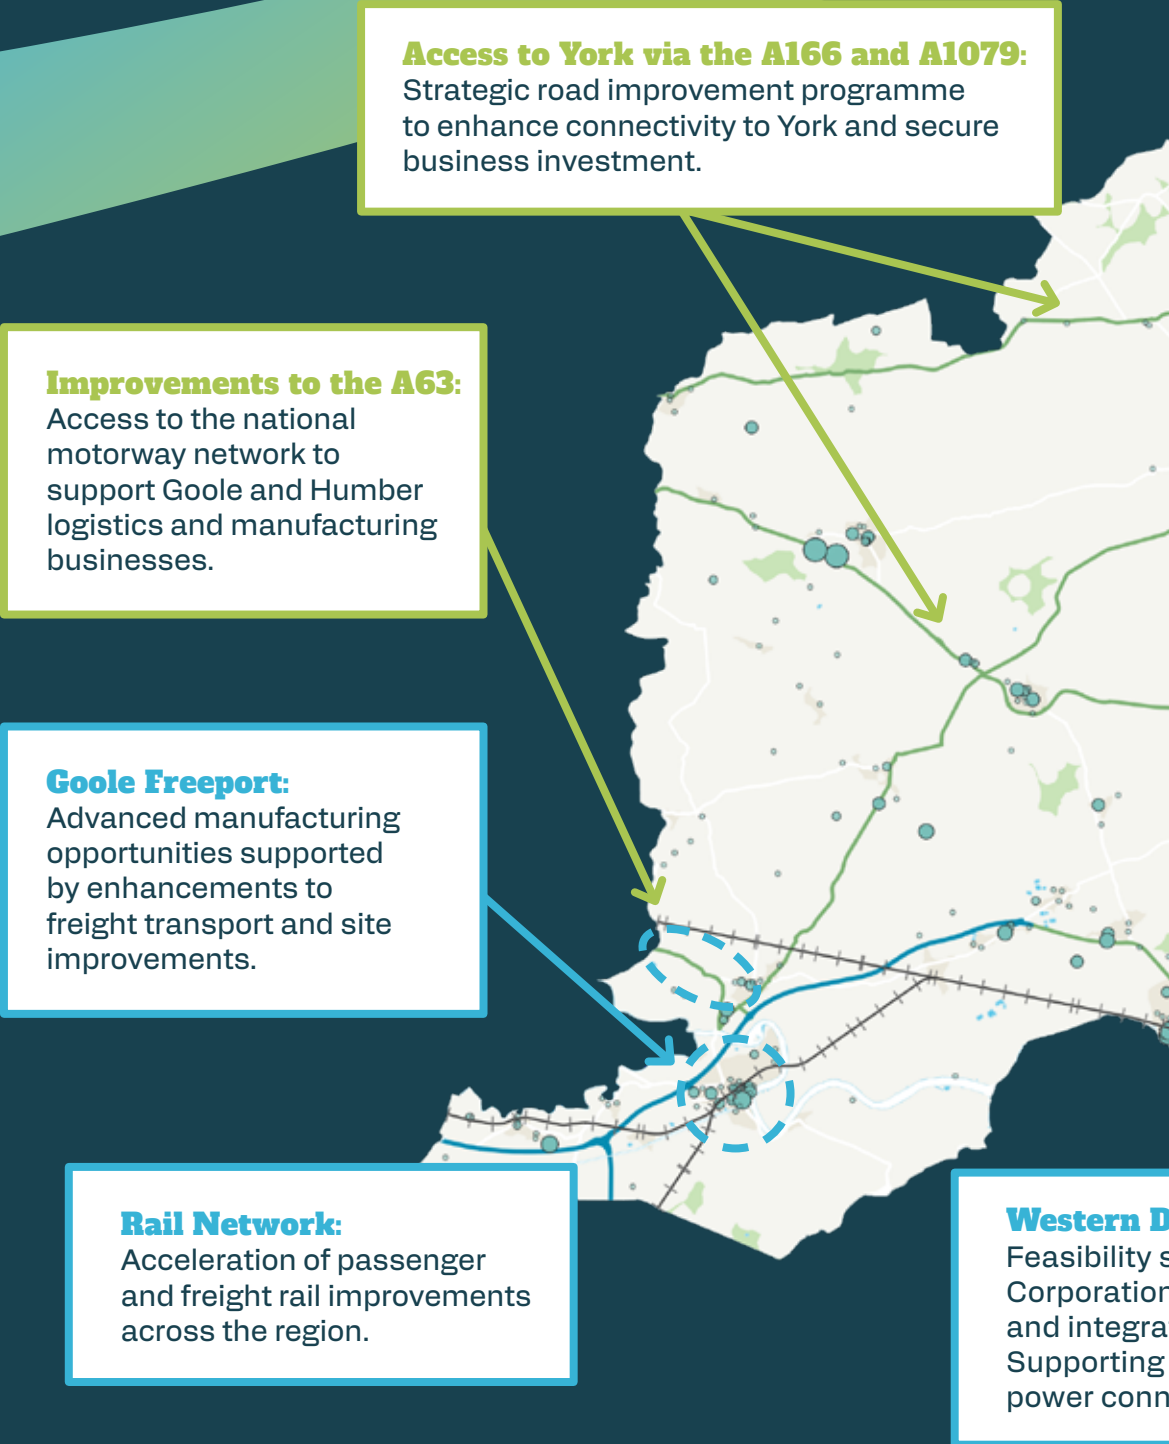 Access to York via the A166 and A1079:
Strategic road improvement programme
to enhance connectivity to York and secure
business investment.
Improvements to the A63:
Access to the national
motorway network to
support Goole and Humber
logistics and manufacturing
businesses.
Goole Freeport:
Advanced manufacturing
opportunities supported
by enhancements to
freight transport and site
improvements.
Rail Network:
Acceleration of passenger
and freight rail improvements
across the region.
Western
Feasibility
Corporation
and
Supporting
power